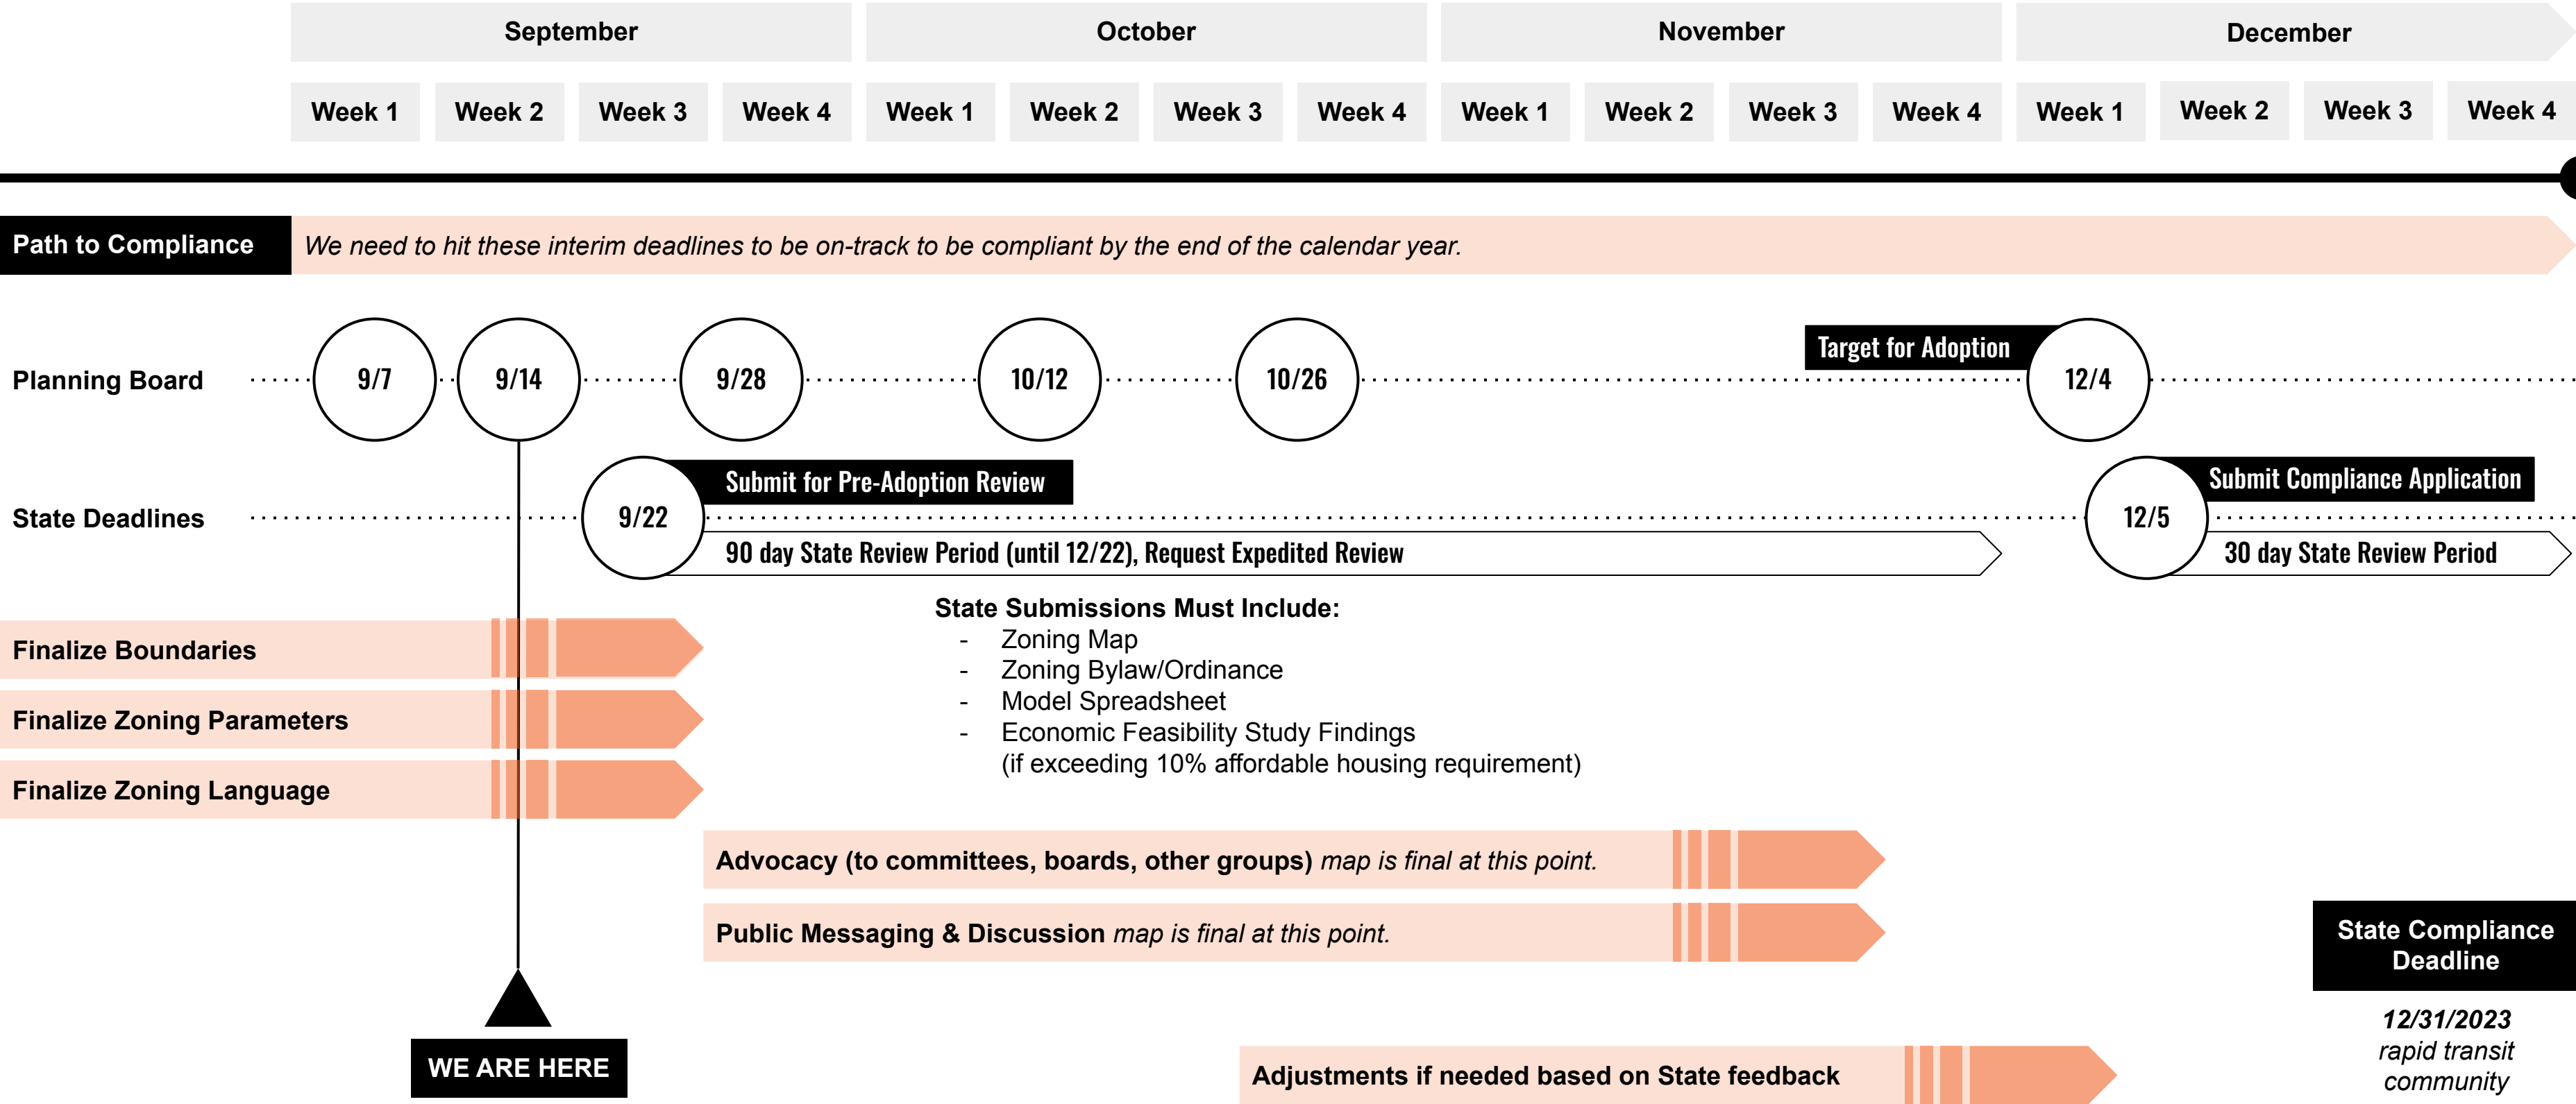 September
October
November
December
Week 1
Week 2
Week 3
Week 4
Week 1
Week 2
Week 3
Week 4
Week 1
Week 2
Week 3
Week 4
Week 1
Week 2
Week 3
Week 4
Path to Compliance
We need to hit these interim deadlines to be on-track to be compliant by the end of the calendar year.
Planning Board
9/7
9/14
9/28
10/12
10/26
Target for Adoption
12/4
State Deadlines
9/22
Submit for Pre-Adoption Review
90 day State Review Period (until 12/22), Request Expedited Review
12/5
Submit Compliance Application
30 day State Review Period
State Submissions Must Include:
- Zoning Map
- Zoning Bylaw/Ordinance
- Model Spreadsheet
- Economic Feasibility Study Findings
(if exceeding 10% affordable housing requirement)
Finalize Boundaries
Finalize Zoning Parameters
Finalize Zoning Language
Advocacy (to committees, boards, other groups) map is final at this point.
Public Messaging & Discussion map is final at this point.
WE ARE HERE
Adjustments if needed based on State feedback
State Compliance
Deadline
12/31/2023
rapid transit
community